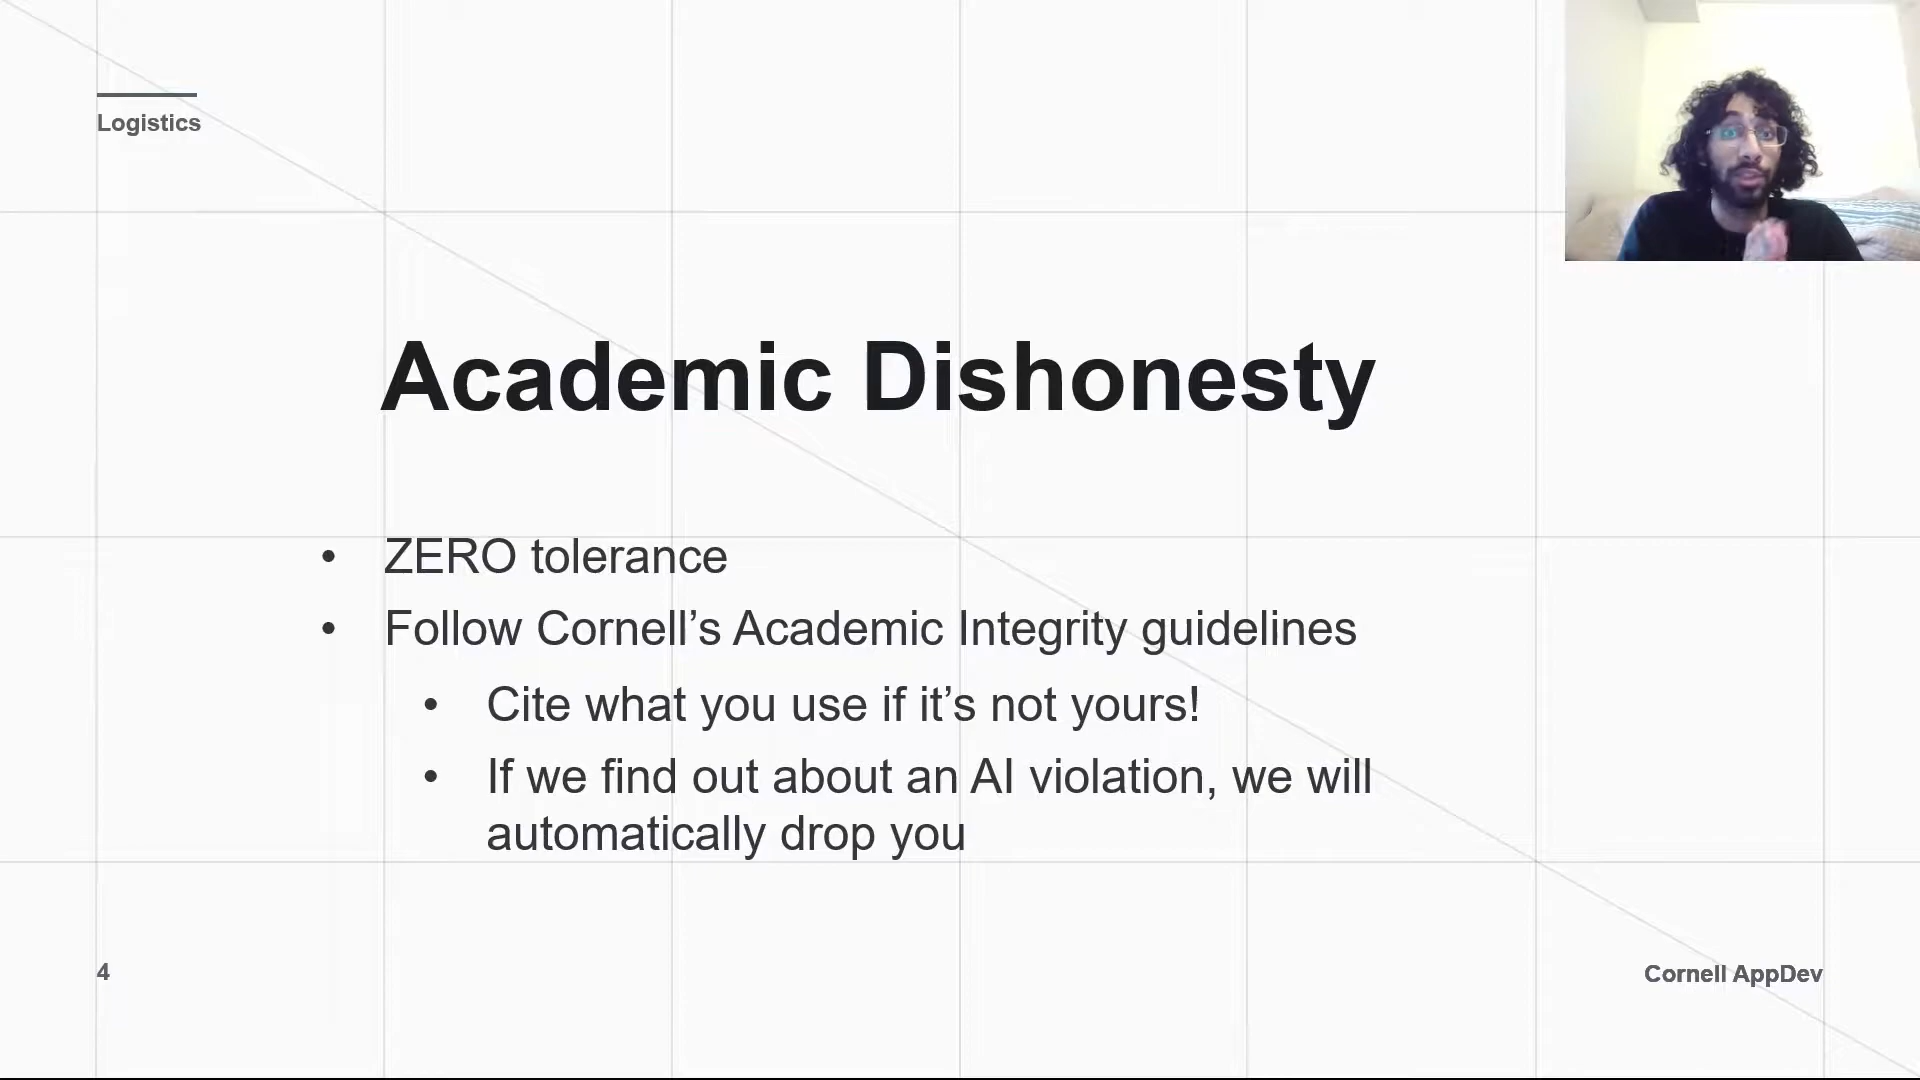 Logistics
Academic Dishonesty
• ZERO tolerance
• Follow Cornell’s Academic Integrity guidelines
• Cite what you use if it’s not yours!
• If we find out about an AI violation, we will
automatically drop you
4
Cornell AppDev